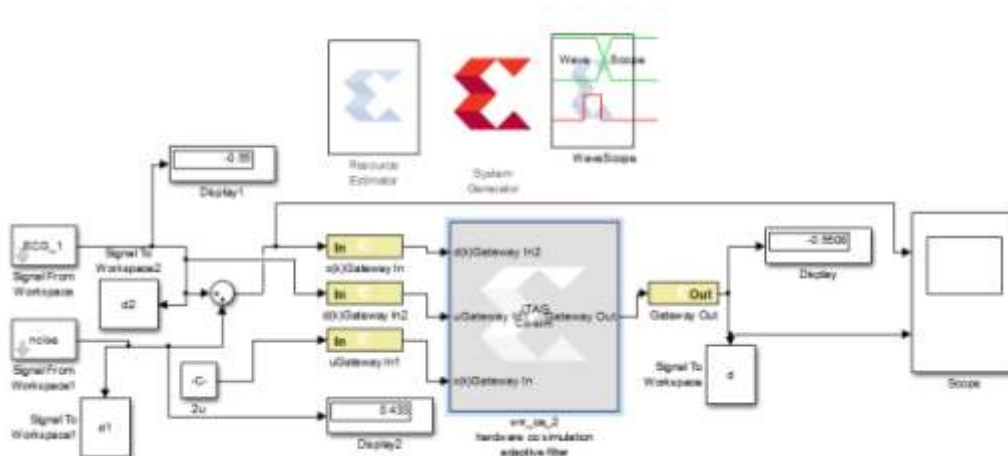 Wave Scope
Resource
Estimator
System
Generator
WaveScope
-0.55
Display1
ECG_1
Signal From
Workspace
Signal To
Workspace2
d2
In
x(k)Gateway In
In
d(k)Gateway In2
In
uGateway In1
noise
Signal From
Workspace1
Signal To
Workspace1
d1
-C-
2u
0.433
Display2
d(k)Gateway In2
JTAG
Gateway Out
x(k)Gateway In
hardware co simulation
adaptive filter
Out
Gateway Out
-0.5506
Display
Signal To
Workspace
d
Scope